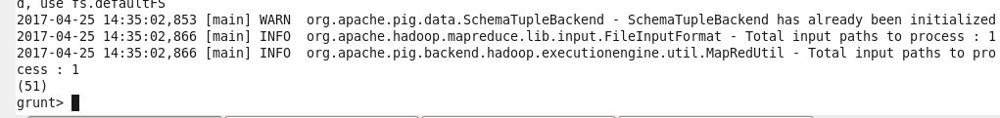 d, use fs.defaultFS
2017-04-25 14:35:02,853 [main] WARN  org.apache.pig.data.SchemaTupleBackend - SchemaTupleBackend has already been initialized
2017-04-25 14:35:02,866 [main] INFO  org.apache.hadoop.mapreduce.lib.input.FileInputFormat - Total input paths to process : 1
2017-04-25 14:35:02,866 [main] INFO  org.apache.pig.backend.hadoop.executionengine.util.MapRedUtil - Total input paths to pro
cess : 1
(51)
grunt>